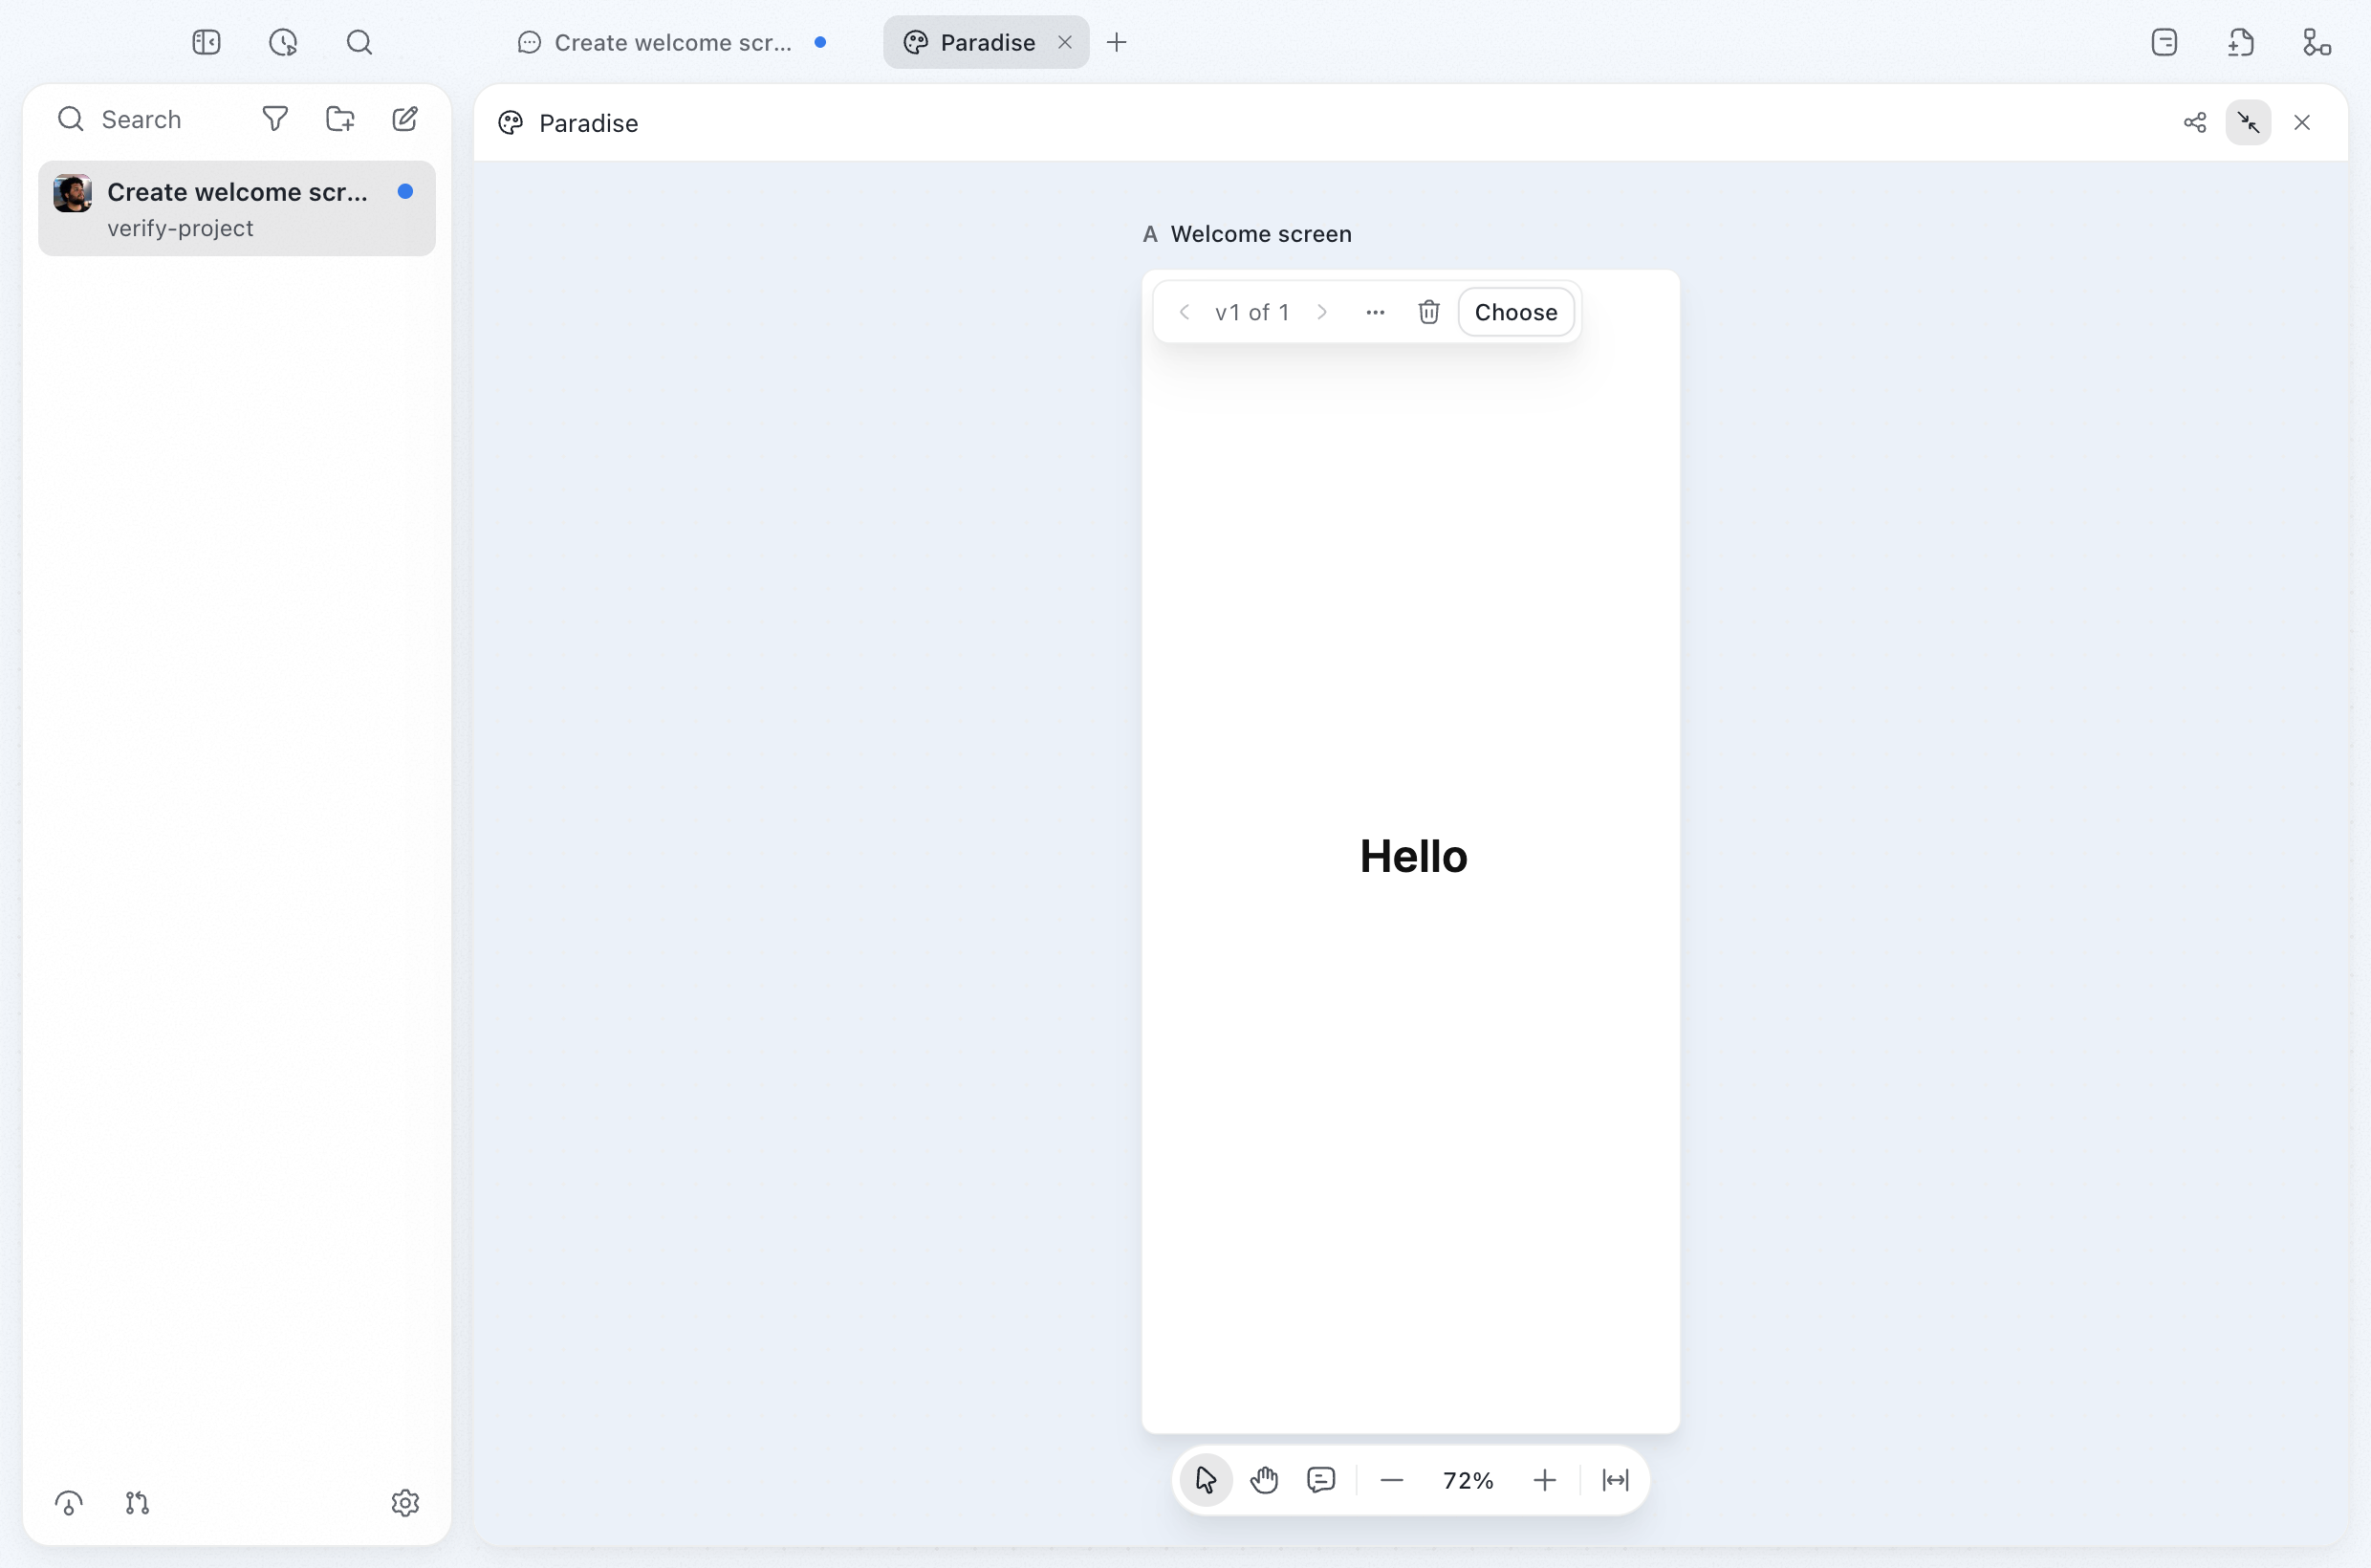 Create welcome scr...
Paradise
Search
Create welcome scr...
verify-project
Paradise
A Welcome screen
v1 of 1
Choose
Hello
72%